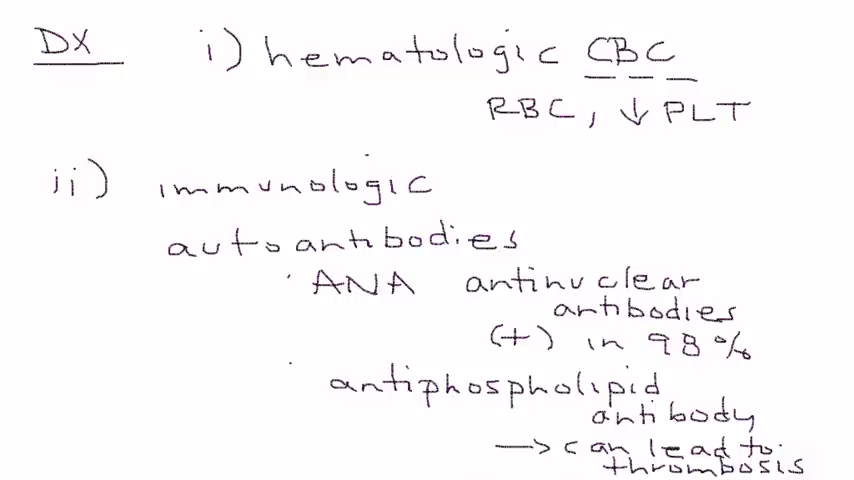 DX i) hematologic CBC
RBC, ↓ PLT
ii) immunologic
autoantibodies
· ANA antinuclear
antibodies
(+) in 98%
· antiphospholipid
antibody
→ can lead to
thrombosis